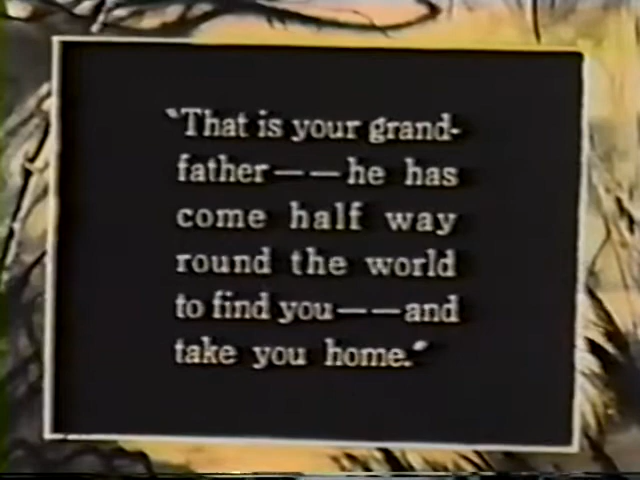 “That is your grand-
father——he has
come half way
round the world
to find you——and
take you home.”